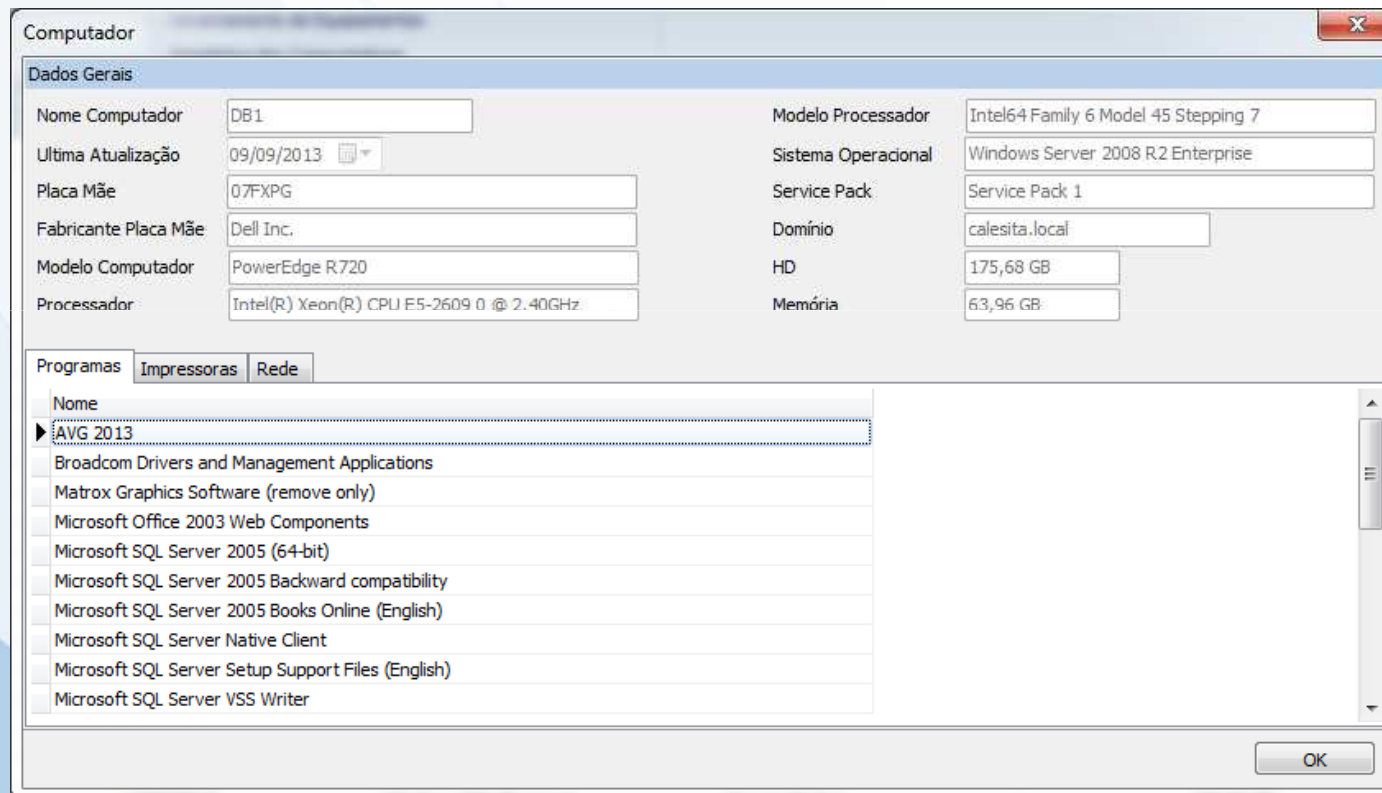 Computador
Dados Gerais
Nome Computador DB1 Modelo Processador Intel64 Family 6 Model 45 Stepping 7
Ultima Atualização 09/09/2013 Sistema Operacional Windows Server 2008 R2 Enterprise
Placa Mãe 07FXPG Service Pack Service Pack 1
Fabricante Placa Mãe Dell Inc. Domínio calesita.local
Modelo Computador PowerEdge R720 HD 175,68 GB
Processador Intel(R) Xeon(R) CPU E5-2609 0 @ 2.40GHz Memória 63,96 GB
Programas Impressoras Rede
Nome
AVG 2013
Broadcom Drivers and Management Applications
Matrox Graphics Software (remove only)
Microsoft Office 2003 Web Components
Microsoft SQL Server 2005 (64-bit)
Microsoft SQL Server 2005 Backward compatibility
Microsoft SQL Server 2005 Books Online (English)
Microsoft SQL Server Native Client
Microsoft SQL Server Setup Support Files (English)
Microsoft SQL Server VSS Writer
OK